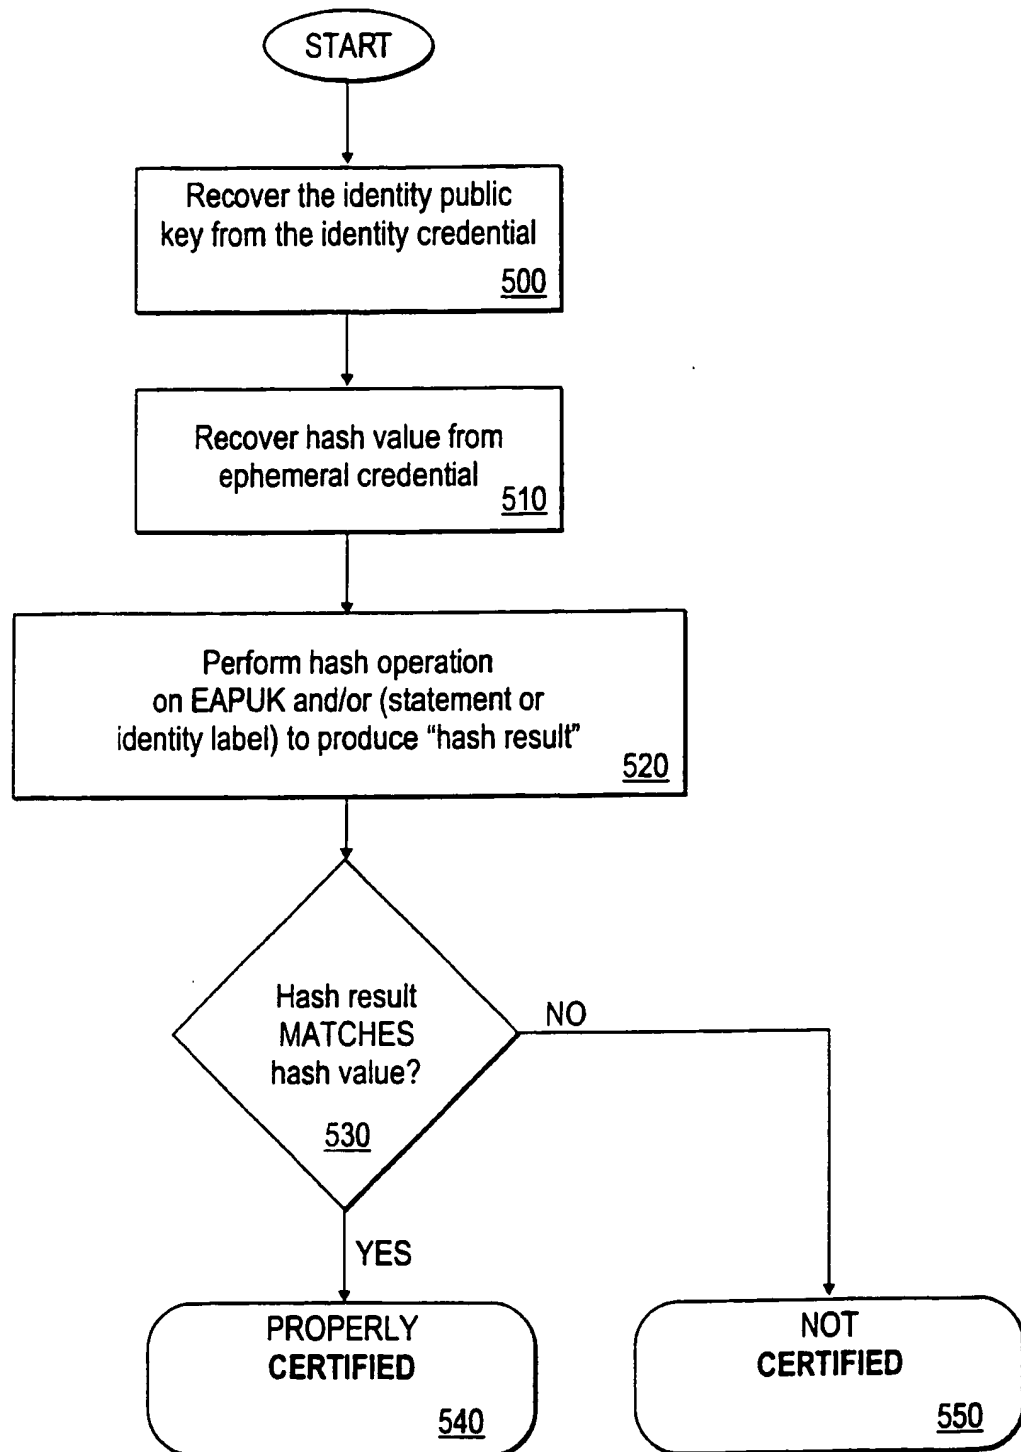 START
Recover the identity public
key from the identity credential
500
Recover hash value from
ephemeral credential
510
Perform hash operation
on EAPUK and/or (statement or
identity label) to produce “hash result”
520
Hash result
MATCHES
hash value?
530
NO
YES
PROPERLY
CERTIFIED
540
NOT
CERTIFIED
550